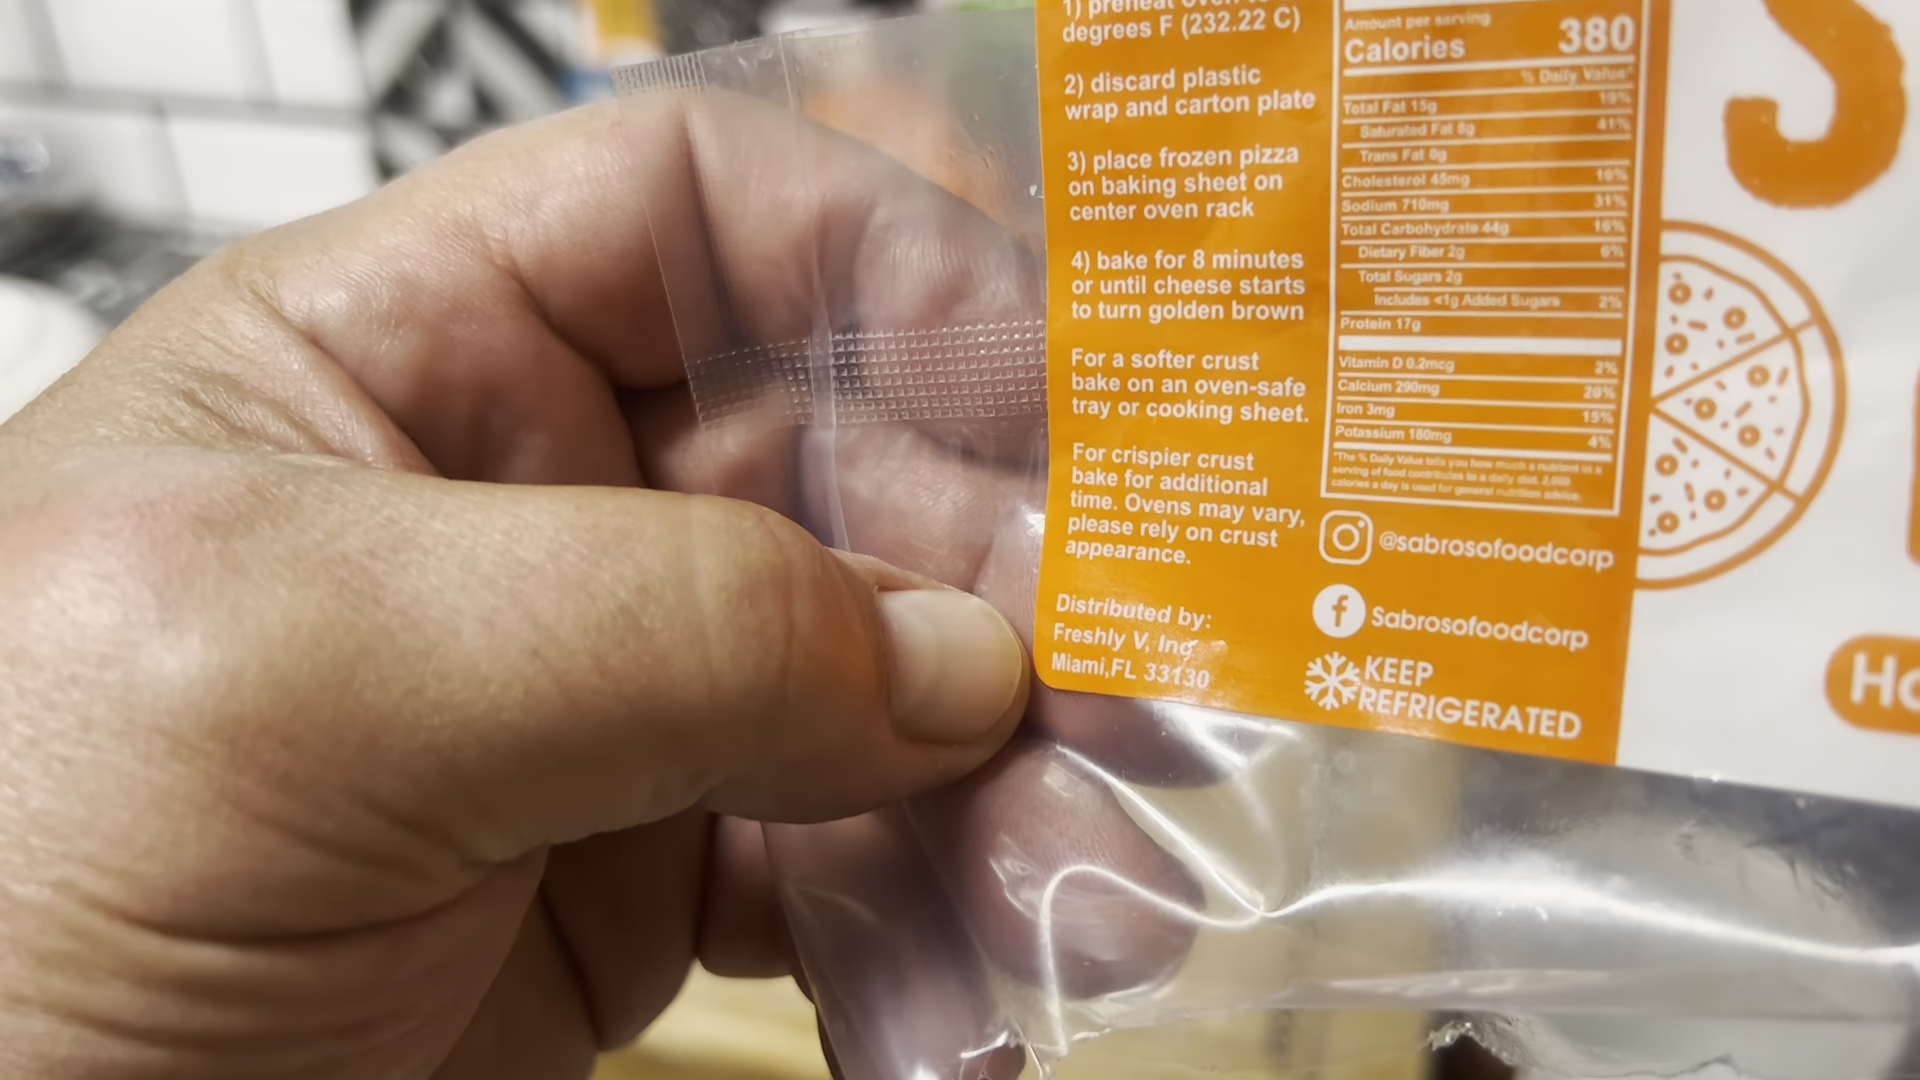 1) preheat oven to
degrees F (232.22 C)
2) discard plastic
wrap and carton plate
3) place frozen pizza
on baking sheet on
center oven rack
4) bake for 8 minutes
or until cheese starts
to turn golden brown
For a softer crust
bake on an oven-safe
tray or cooking sheet.
For crispier crust
bake for additional
time. Ovens may vary,
please rely on crust
appearance.
Distributed by:
Freshly V, Inc
Miami,FL 33130
Amount per serving
Calories 380
% Daily Value*
Total Fat 15g 19%
Saturated Fat 8g 41%
Trans Fat 0g
Cholesterol 45mg 16%
Sodium 710mg 31%
Total Carbohydrate 44g 16%
Dietary Fiber 2g 6%
Total Sugars 2g
Includes <1g Added Sugars 2%
Protein 17g
Vitamin D 0.2mcg 2%
Calcium 290mg 20%
Iron 3mg 15%
Potassium 180mg 4%
*The % Daily Value tells you how much a nutrient in a
serving of food contributes to a daily diet. 2,000
calories a day is used for general nutrition advice.
@sabrosofoodcorp
Sabrosofoodcorp
KEEP
REFRIGERATED
S
Ho